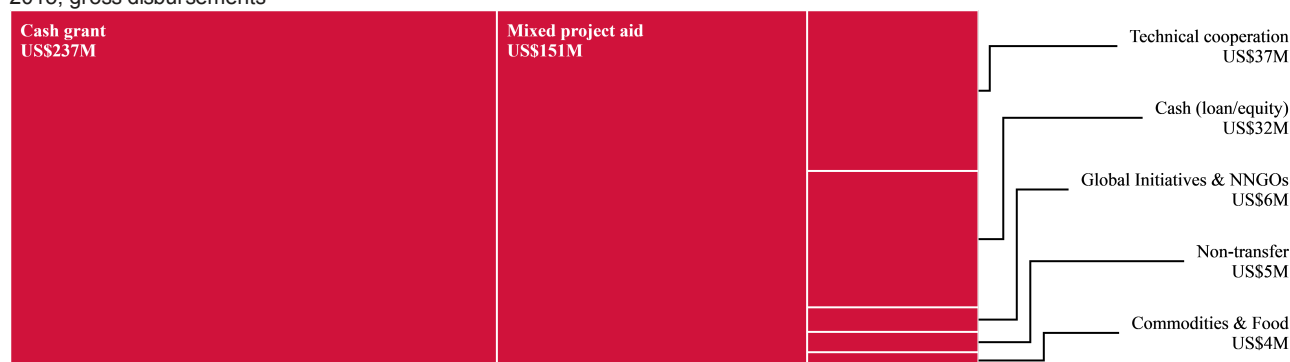 Cash grant
US$237M
Mixed project aid
US$151M
Technical cooperation
US$37M
Cash (loan/equity)
US$32M
Global Initiatives & NNGOs
US$6M
Non-transfer
US$5M
Commodities & Food
US$4M